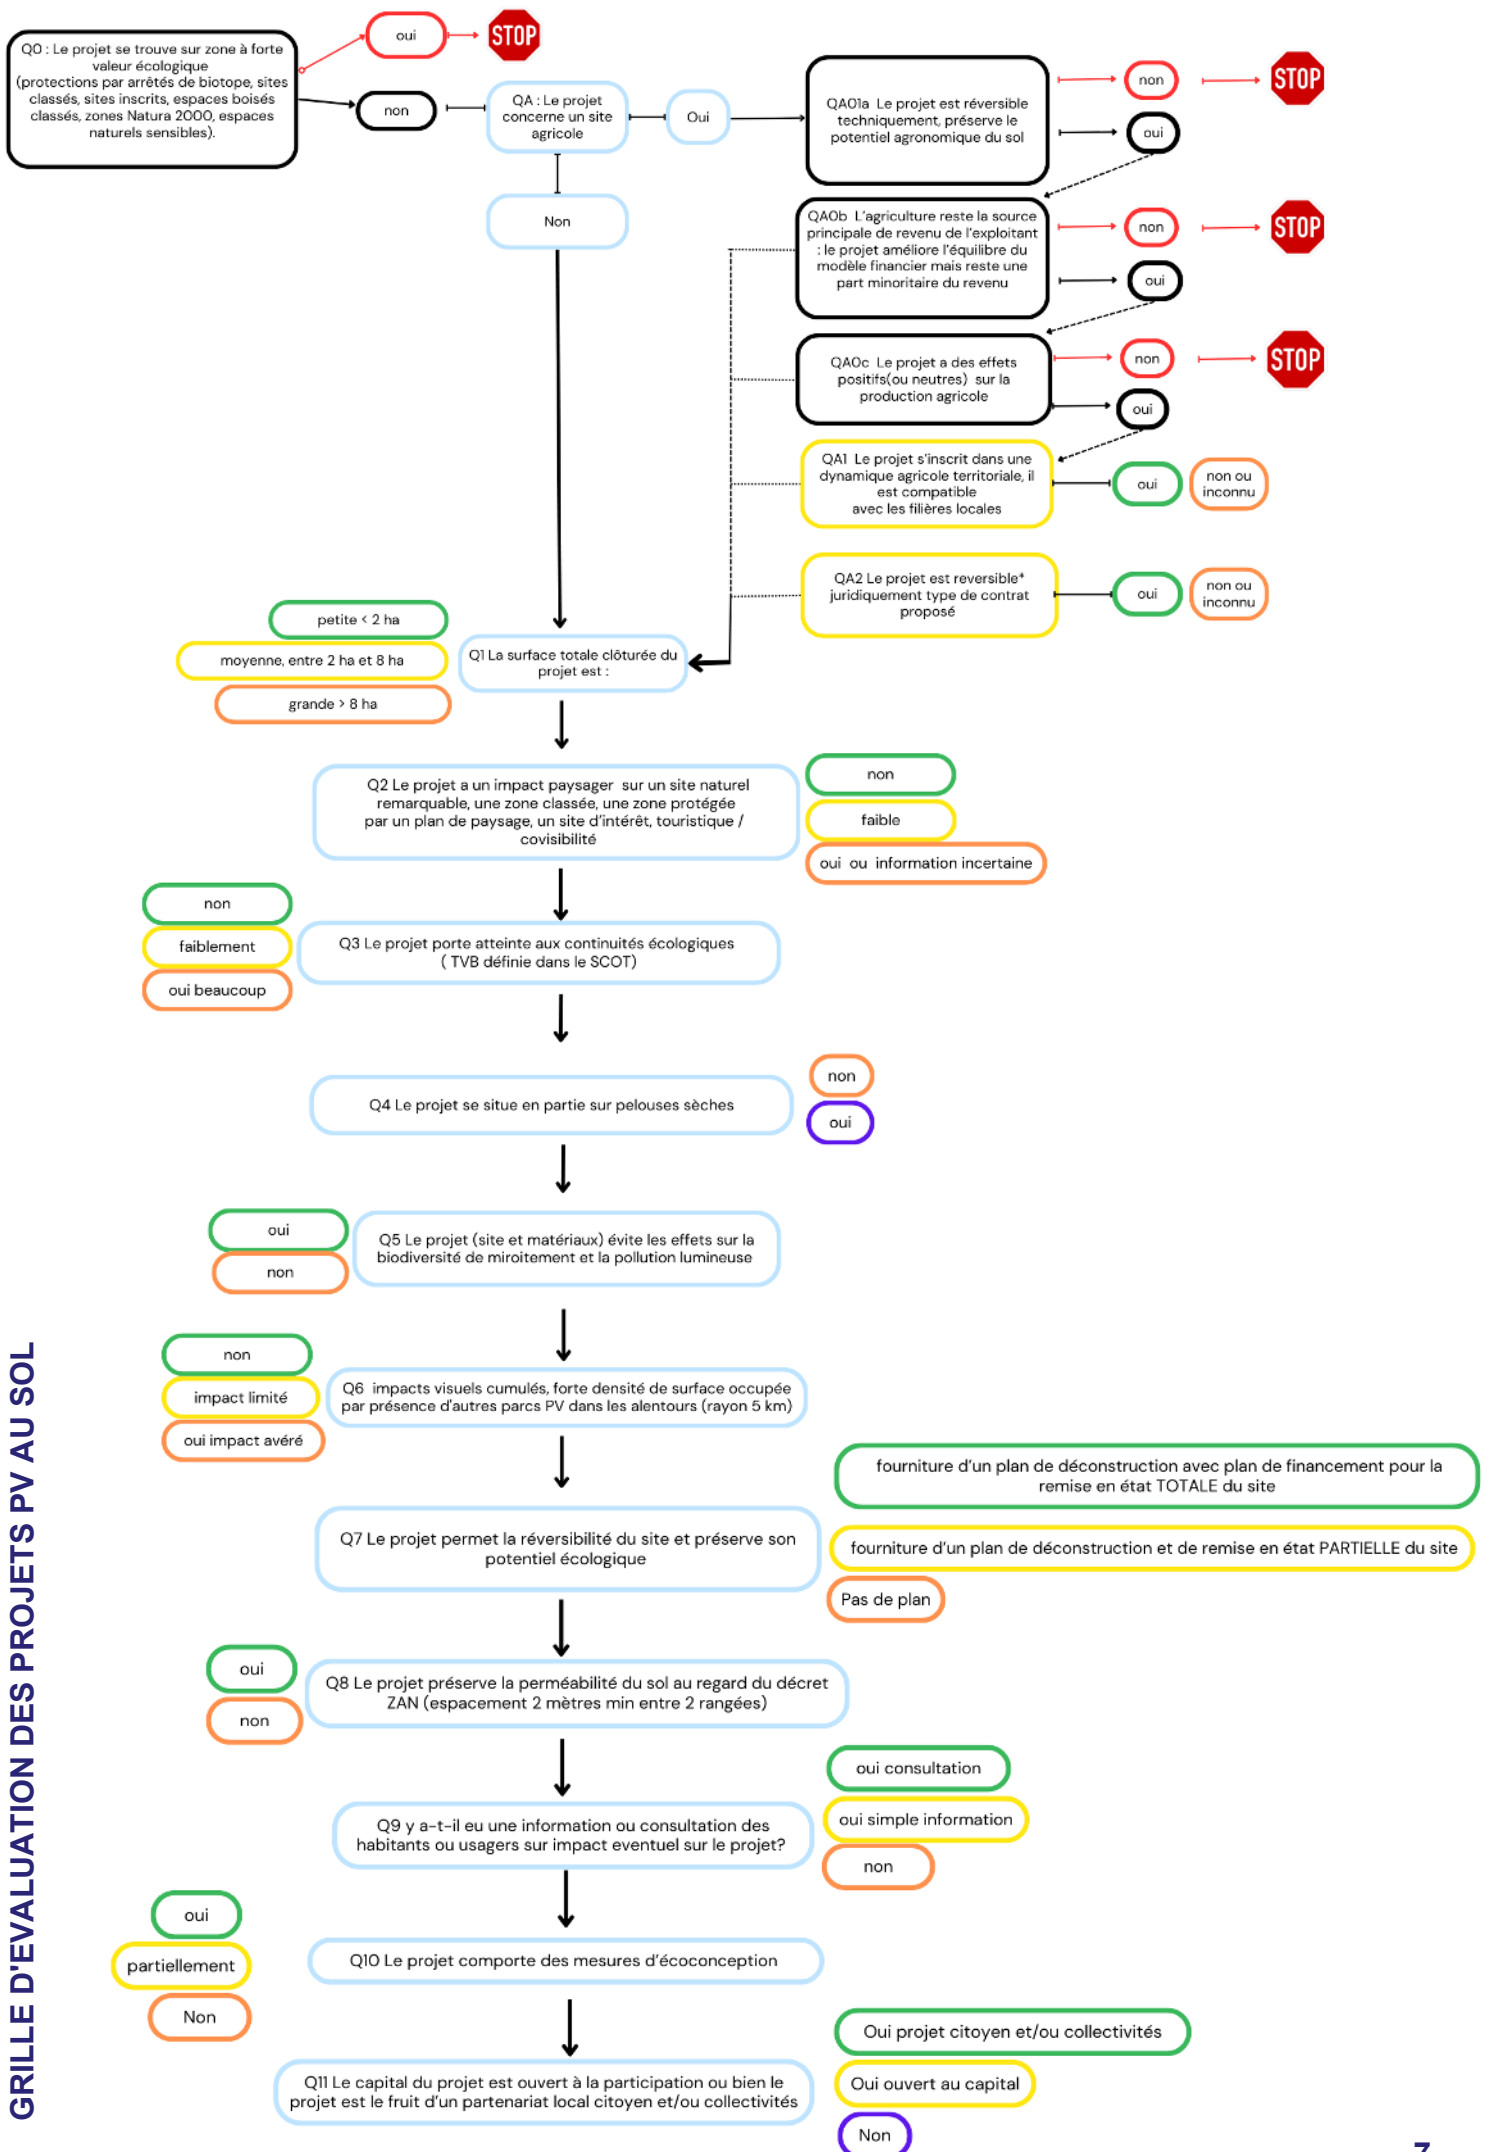 Q0 : Le projet se trouve sur zone à forte
valeur écologique
(protections par arrêtés de biotope, sites
classés, sites inscrits, espaces boisés
classés, zones Natura 2000, espaces
naturels sensibles).
oui
STOP
non
QA : Le projet
concerne un site
agricole
Oui
Non
QA01a Le projet est réversible
techniquement, préserve le
potentiel agronomique du sol
non
STOP
oui
QA0b L'agriculture reste la source
principale de revenu de l'exploitant
: le projet améliore l'équilibre du
modèle financier mais reste une
part minoritaire du revenu
non
STOP
oui
QA0c Le projet a des effets
positifs(ou neutres) sur la
production agricole
non
STOP
oui
QA1 Le projet s'inscrit dans une
dynamique agricole territoriale, il
est compatible
avec les filières locales
oui
non ou
inconnu
QA2 Le projet est reversible*
juridiquement type de contrat
proposé
oui
non ou
inconnu
petite < 2 ha
moyenne, entre 2 ha et 8 ha
grande > 8 ha
Q1 La surface totale clôturée du
projet est :
Q2 Le projet a un impact paysager sur un site naturel
remarquable, une zone classée, une zone protégée
par un plan de paysage, un site d'intérêt, touristique /
covisibilité
non
faible
oui ou information incertaine
non
faiblement
oui beaucoup
Q3 Le projet porte atteinte aux continuités écologiques
( TVB définie dans le SCOT)
Q4 Le projet se situe en partie sur pelouses sèches
non
oui
oui
non
Q5 Le projet (site et matériaux) évite les effets sur la
biodiversité de miroitement et la pollution lumineuse
non
impact limité
oui impact avéré
Q6 impacts visuels cumulés, forte densité de surface occupée
par présence d'autres parcs PV dans les alentours (rayon 5 km)
Q7 Le projet permet la réversibilité du site et préserve son
potentiel écologique
fourniture d'un plan de déconstruction avec plan de financement pour la
remise en état TOTALE du site
fourniture d'un plan de déconstruction et de remise en état PARTIELLE du site
Pas de plan
oui
non
Q8 Le projet préserve la perméabilité du sol au regard du décret
ZAN (espacement 2 mètres min entre 2 rangées)
Q9 y a-t-il eu une information ou consultation des
habitants ou usagers sur impact eventuel sur le projet?
oui consultation
oui simple information
non
oui
partiellement
Non
Q10 Le projet comporte des mesures d'écoconception
Q11 Le capital du projet est ouvert à la participation ou bien le
projet est le fruit d'un partenariat local citoyen et/ou collectivités
Oui projet citoyen et/ou collectivités
Oui ouvert au capital
Non
GRILLE D'EVALUATION DES PROJETS PV AU SOL